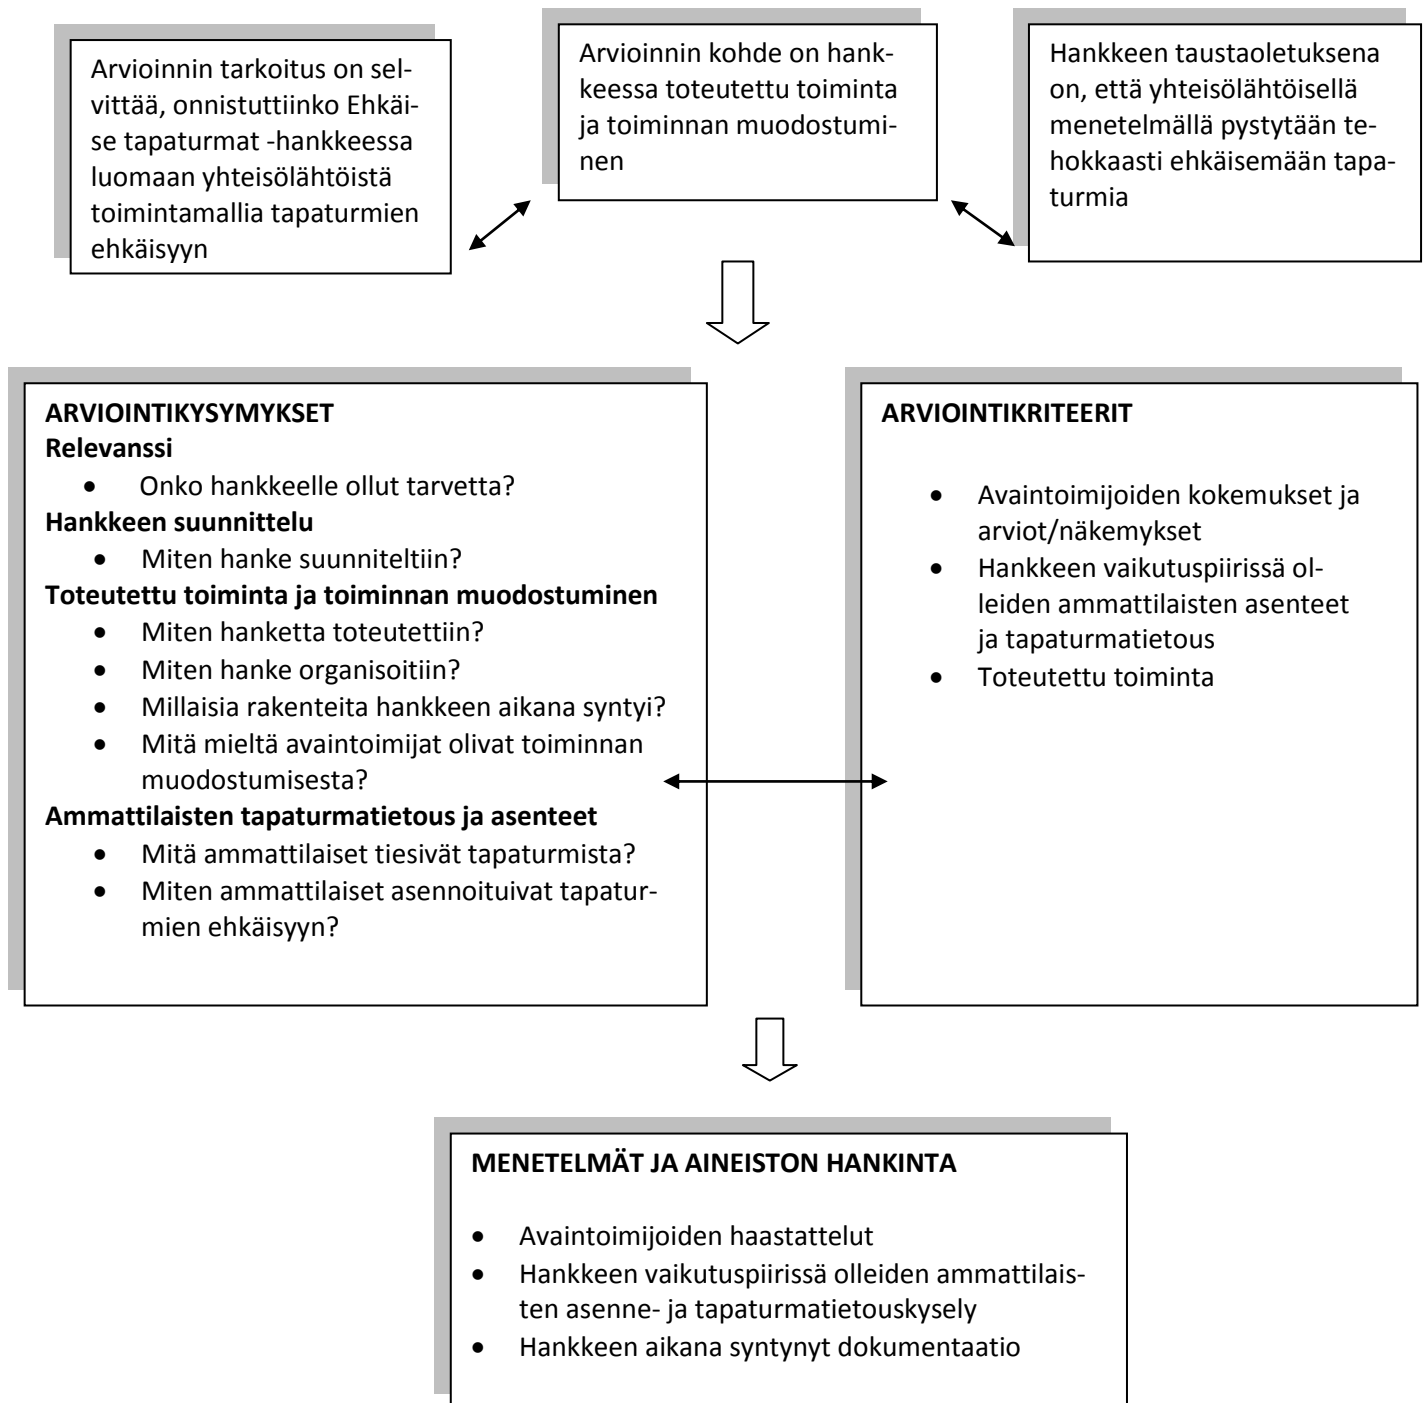 Arvioinnin tarkoitus on sel-
vittää, onnistuttiinko Ehkäi-
se tapaturmat -hankkeessa
luomaan yhteisölähtöistä
toimintamallia tapaturmien
ehkäisyyn
Arvioinnin kohde on hank-
keessa toteutettu toiminta
ja toiminnan muodostumi-
nen
Hankkeen taustaoletuksena
on, että yhteisölähtöisellä
menetelmällä pystytään te-
hokkaasti ehkäisemään tapa-
turmia
ARVIOINTIKYSYMYKSET
Relevanssi
• Onko hankkeelle ollut tarvetta?
Hankkeen suunnittelu
• Miten hanke suunniteltiin?
Toteutettu toiminta ja toiminnan muodostuminen
• Miten hanketta toteutettiin?
• Miten hanke organisoitiin?
• Millaisia rakenteita hankkeen aikana syntyi?
• Mitä mieltä avaintoimijat olivat toiminnan
muodostumisesta?
Ammattilaisten tapaturmatietous ja asenteet
• Mitä ammattilaiset tiesivät tapaturmista?
• Miten ammattilaiset asennoituivat tapatur-
mien ehkäisyyn?
ARVIOINTIKRITEERIT
• Avaintoimijoiden kokemukset ja
arviot/näkemykset
• Hankkeen vaikutuspiirissä ol-
leiden ammattilaisten asenteet
ja tapaturmatietous
• Toteutettu toiminta
MENETELMÄT JA AINEISTON HANKINTA
• Avaintoimijoiden haastattelut
• Hankkeen vaikutuspiirissä olleiden ammattilais-
ten asenne- ja tapaturmatietouskysely
• Hankkeen aikana syntynyt dokumentaatio